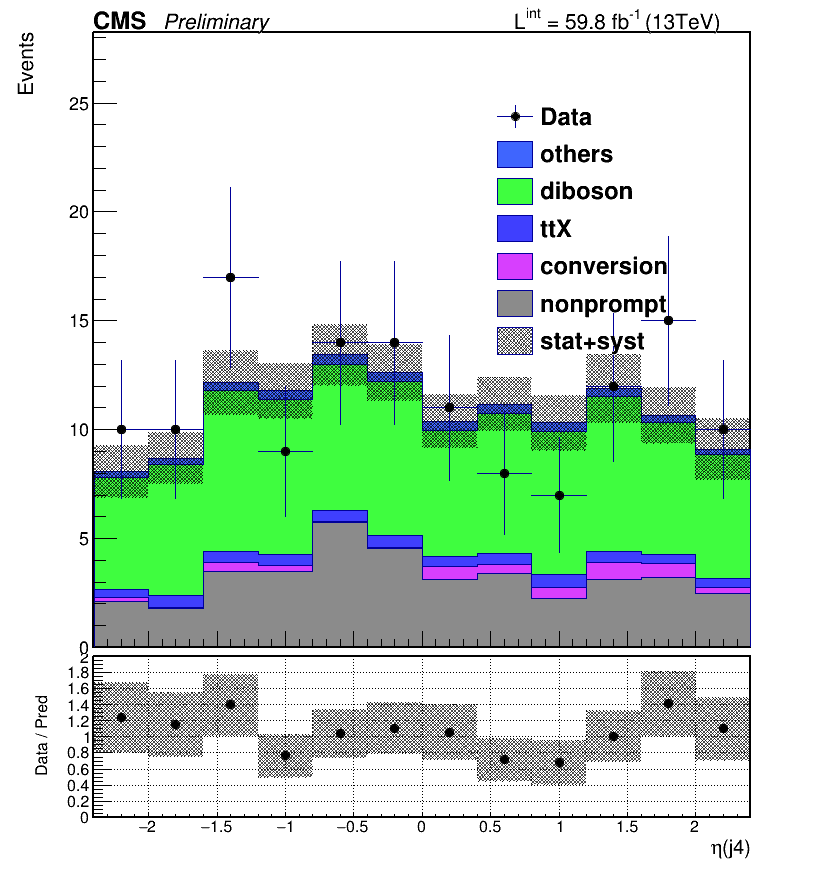 CMS Preliminary L^int = 59.8 fb^-1 (13TeV)
Events
25
20
15
10
5
0
Data
others
diboson
ttX
conversion
nonprompt
stat+syst
Data / Pred
2
1.8
1.6
1.4
1.2
1
0.8
0.6
0.4
0.2
0
−2 −1.5 −1 −0.5 0 0.5 1 1.5 2
η(j4)